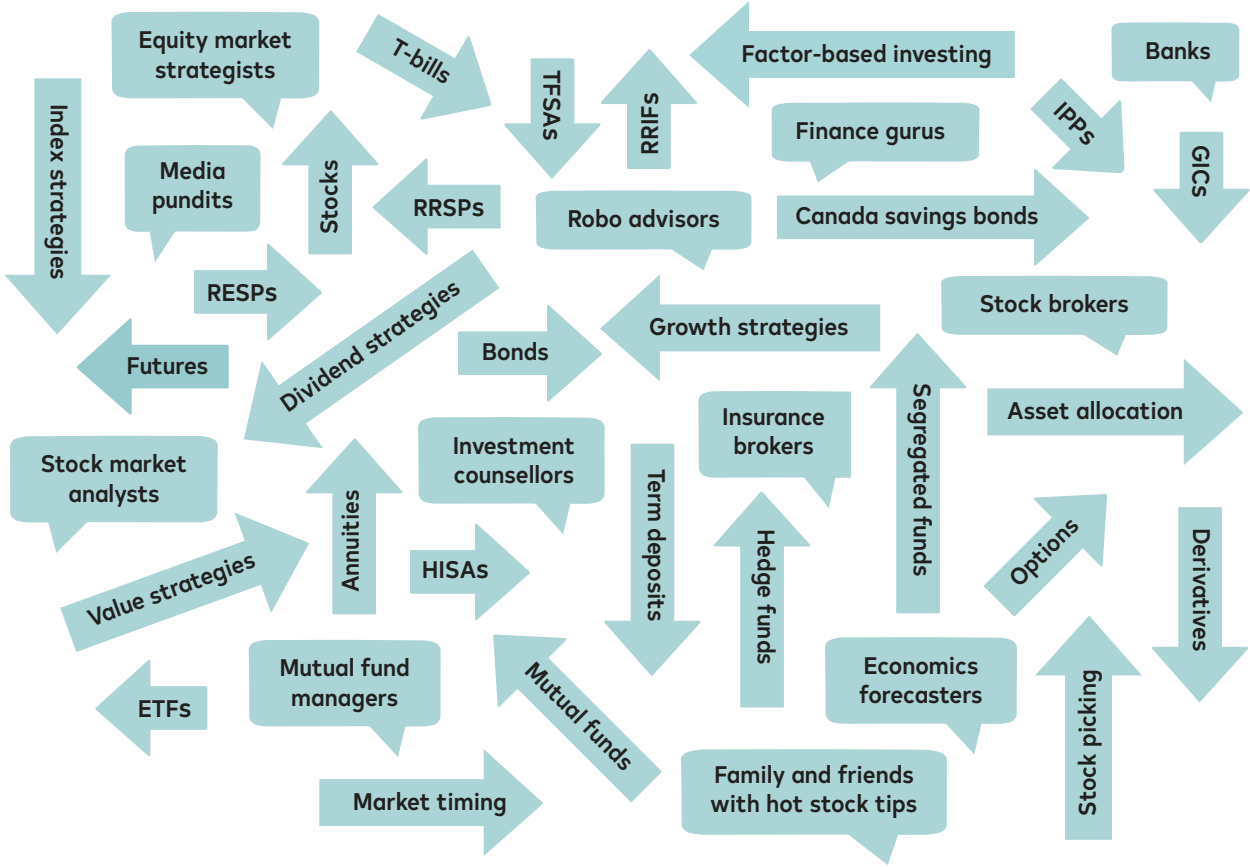 Equity market
strategists
T-bills
TFSAs
RRIFs
Factor-based investing
Banks
Index strategies
Media
pundits
Stocks
RRSPs
Finance gurus
IPPs
GICs
Robo advisors
Canada savings bonds
RESPs
Dividend strategies
Stock brokers
Futures
Bonds
Growth strategies
Segregated funds
Asset allocation
Insurance
brokers
Stock market
analysts
Annuities
Investment
counsellors
Term deposits
Hedge funds
Options
Derivatives
Value strategies
HISAs
Mutual fund
managers
Mutual funds
Economics
forecasters
Stock picking
ETFs
Market timing
Family and friends
with hot stock tips